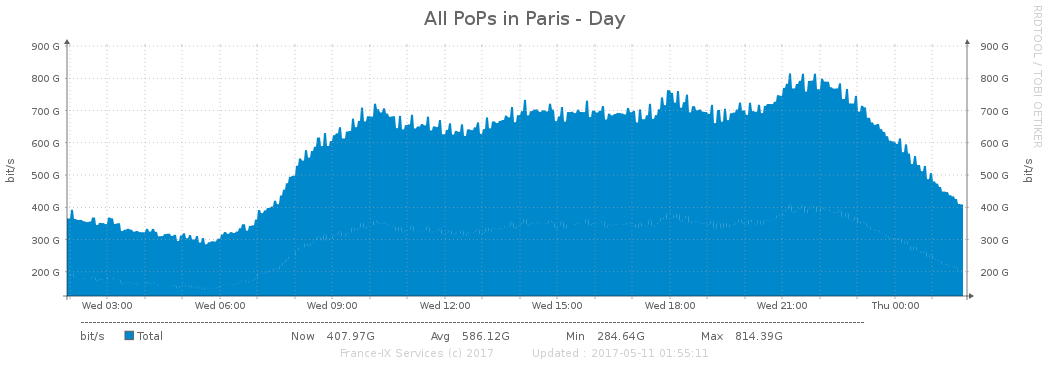 All PoPs in Paris - Day
RRDTOOL / TOBI OETIKER
900 G 900 G
800 G 800 G
700 G 700 G
600 G 600 G
500 G 500 G
400 G 400 G
300 G 300 G
200 G 200 G
bit/s bit/s
Wed 03:00 Wed 06:00 Wed 09:00 Wed 12:00 Wed 15:00 Wed 18:00 Wed 21:00 Thu 00:00
bit/s Total Now 407.97G Avg 586.12G Min 284.64G Max 814.39G
France-IX Services (c) 2017 Updated : 2017-05-11 01:55:11